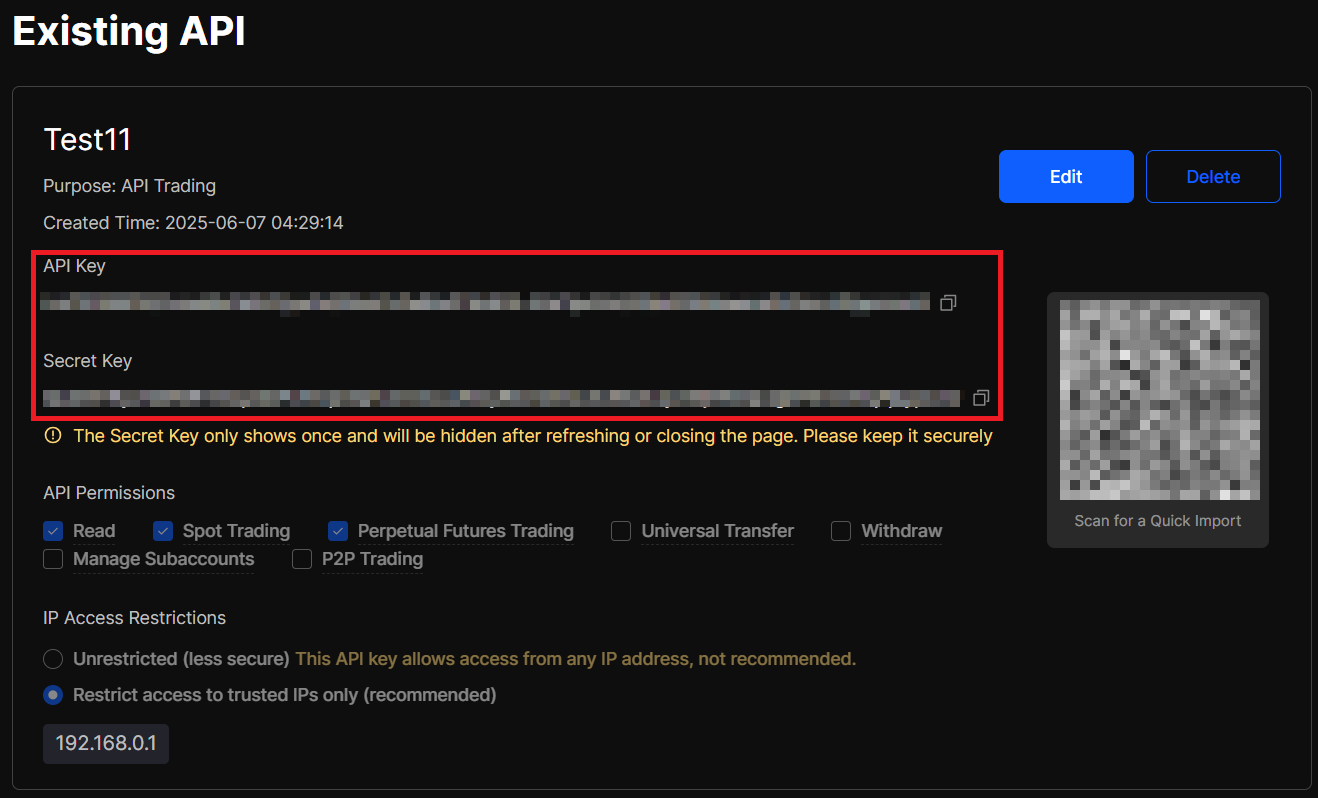 Existing API
Test11
Purpose: API Trading
Edit
Delete
Created Time: 2025-06-07 04:29:14
API Key
Secret Key
The Secret Key only shows once and will be hidden after refreshing or closing the page. Please keep it securely
Scan for a Quick Import
API Permissions
Read Spot Trading Perpetual Futures Trading Universal Transfer Withdraw
Manage Subaccounts P2P Trading
IP Access Restrictions
Unrestricted (less secure) This API key allows access from any IP address, not recommended.
Restrict access to trusted IPs only (recommended)
192.168.0.1